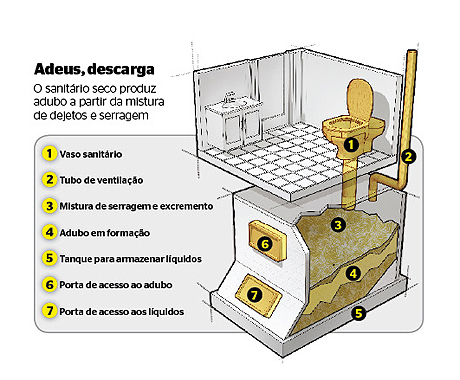 Adeus, descarga
O sanitário seco produz
adubo a partir da mistura
de dejetos e serragem
1 Vaso sanitário
2 Tubo de ventilação
3 Mistura de serragem e excremento
4 Adubo em formação
5 Tanque para armazenar líquidos
6 Porta de acesso ao adubo
7 Porta de acesso aos líquidos
1
2
3
6
4
7
5